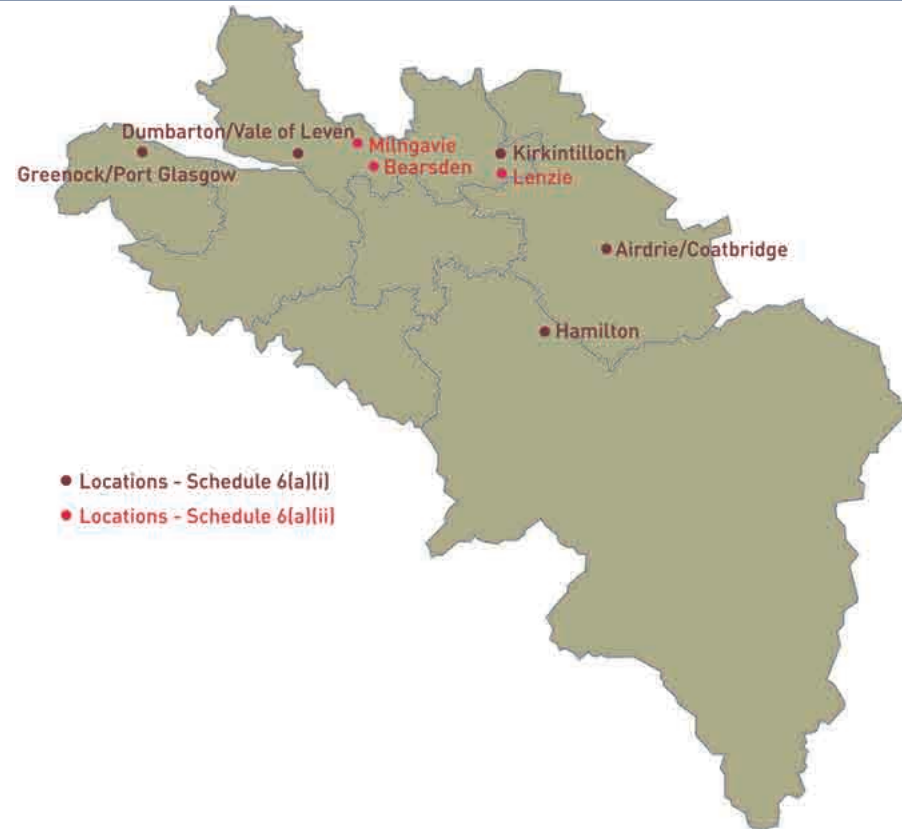 Dumbarton/Vale of Leven
Milngavie
Kirkintilloch
Bearsden
Greenock/Port Glasgow
Lenzie
Airdrie/Coatbridge
Hamilton
Locations - Schedule 6(a)(i)
Locations - Schedule 6(a)(ii)